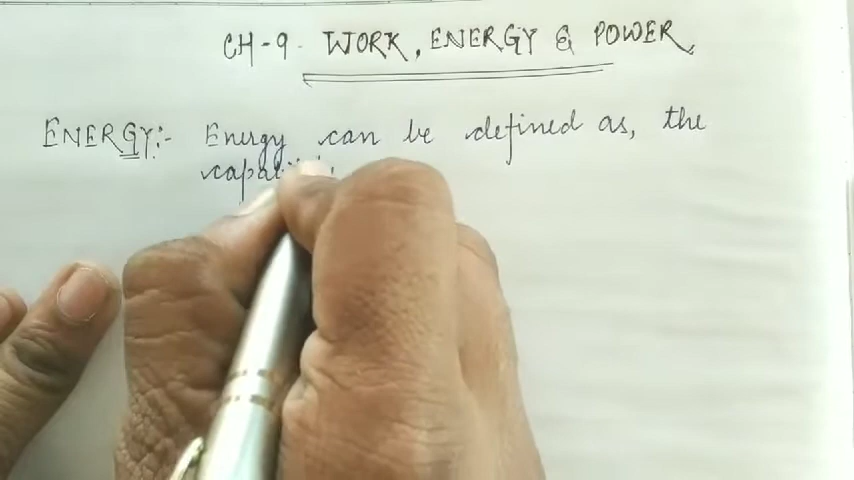 CH-9. WORK, ENERGY & POWER
ENERGY:- Energy can be defined as, the